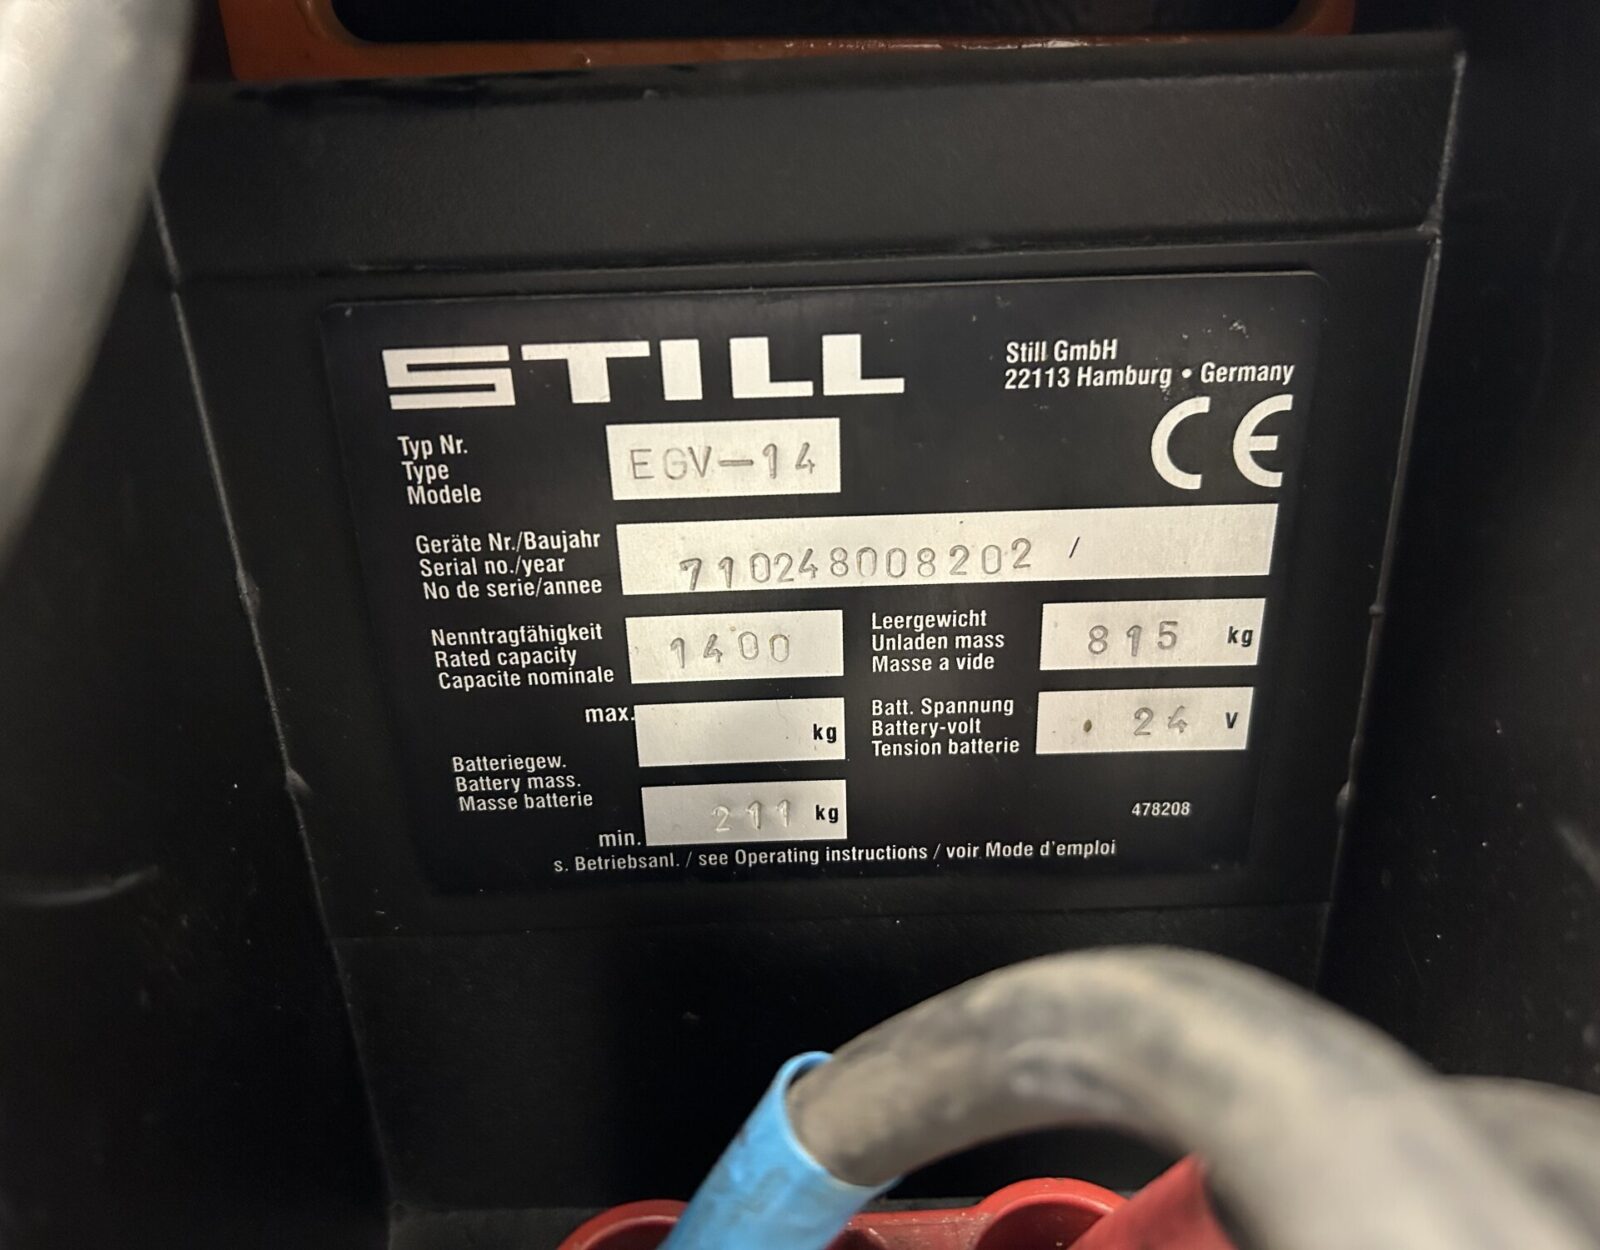 STILL
Still GmbH
22113 Hamburg • Germany
CE
Typ Nr.
Type
Modele
EGV-14
Geräte Nr./Baujahr
Serial no./year
No de serie/annee
710248008202 /
Nenntragfähigkeit
Rated capacity
Capacite nominale
1400
Leergewicht
Unladen mass
Masse a vide
815 kg
max.
kg
Batt. Spannung
Battery-volt
Tension batterie
24 V
Batteriegew.
Battery mass.
Masse batterie
min.
211 kg
478208
s. Betriebsanl. / see Operating instructions / voir Mode d'emploi